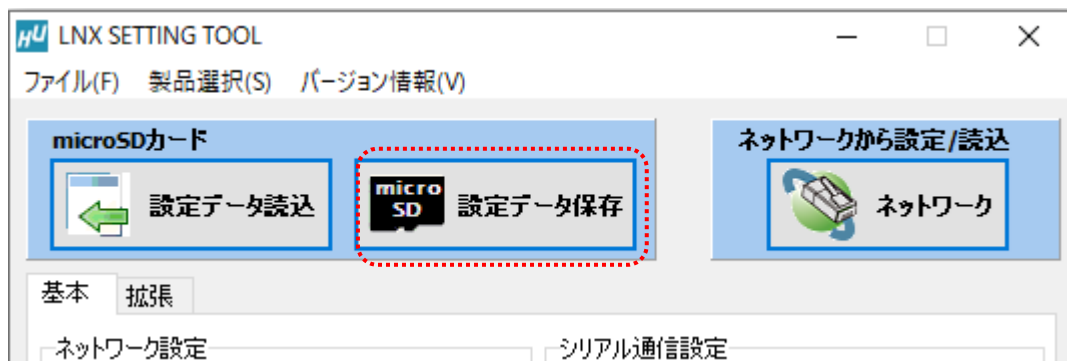 HU LNX SETTING TOOL
ファイル(F) 製品選択(S) バージョン情報(V)
microSDカード
設定データ読込
micro
SD
設定データ保存
ネットワークから設定/読込
ネットワーク
基本 拡張
ネットワーク設定 シリアル通信設定